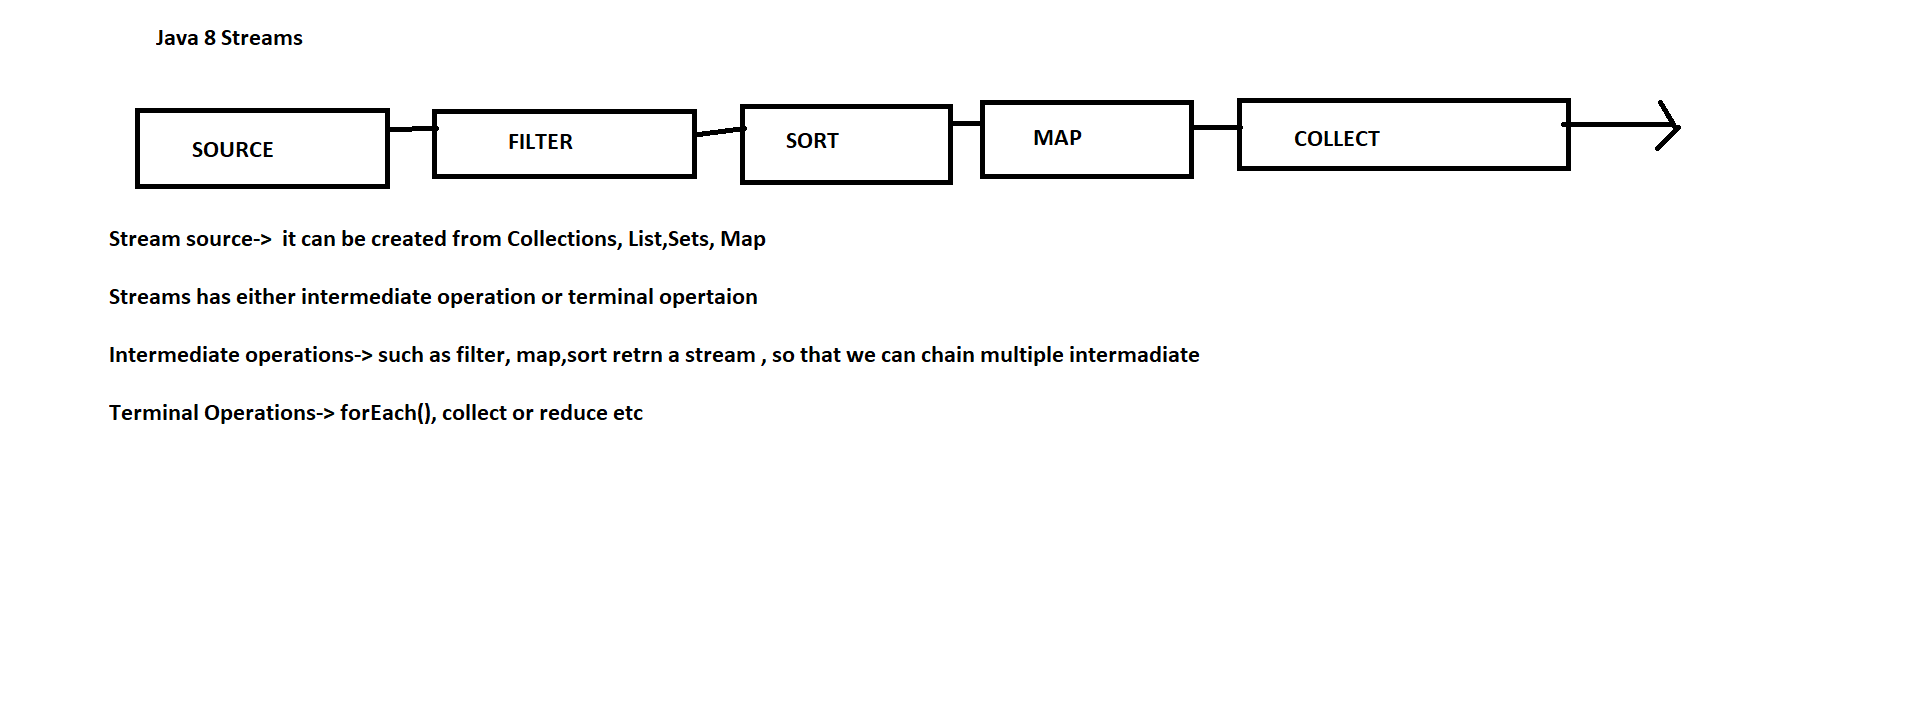 Java 8 Streams
SOURCE
FILTER
SORT
MAP
COLLECT
Stream source->  it can be created from Collections, List,Sets, Map
Streams has either intermediate operation or terminal opertaion
Intermediate operations-> such as filter, map,sort retrn a stream , so that we can chain multiple intermadiate
Terminal Operations-> forEach(), collect or reduce etc